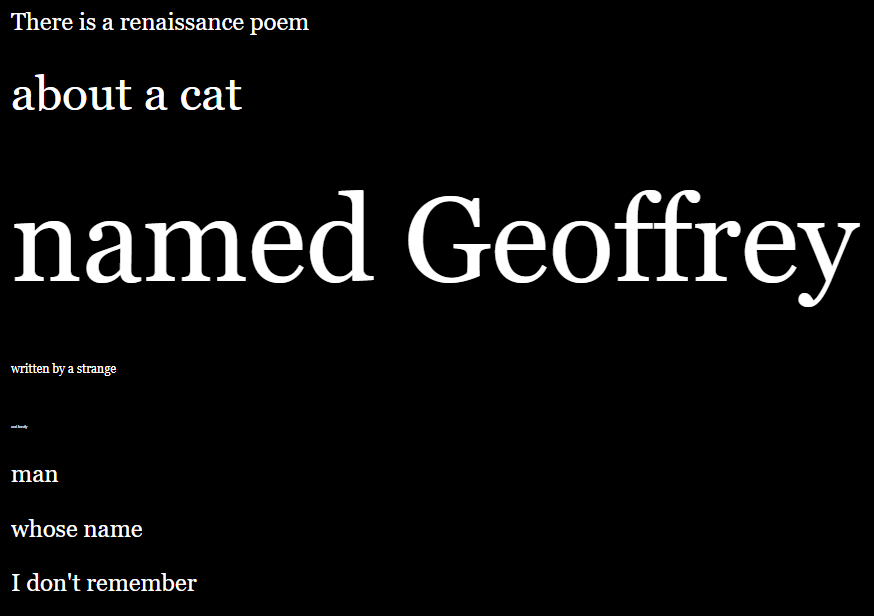 There is a renaissance poem
about a cat
named Geoffrey
written by a strange
man
whose name
I don't remember